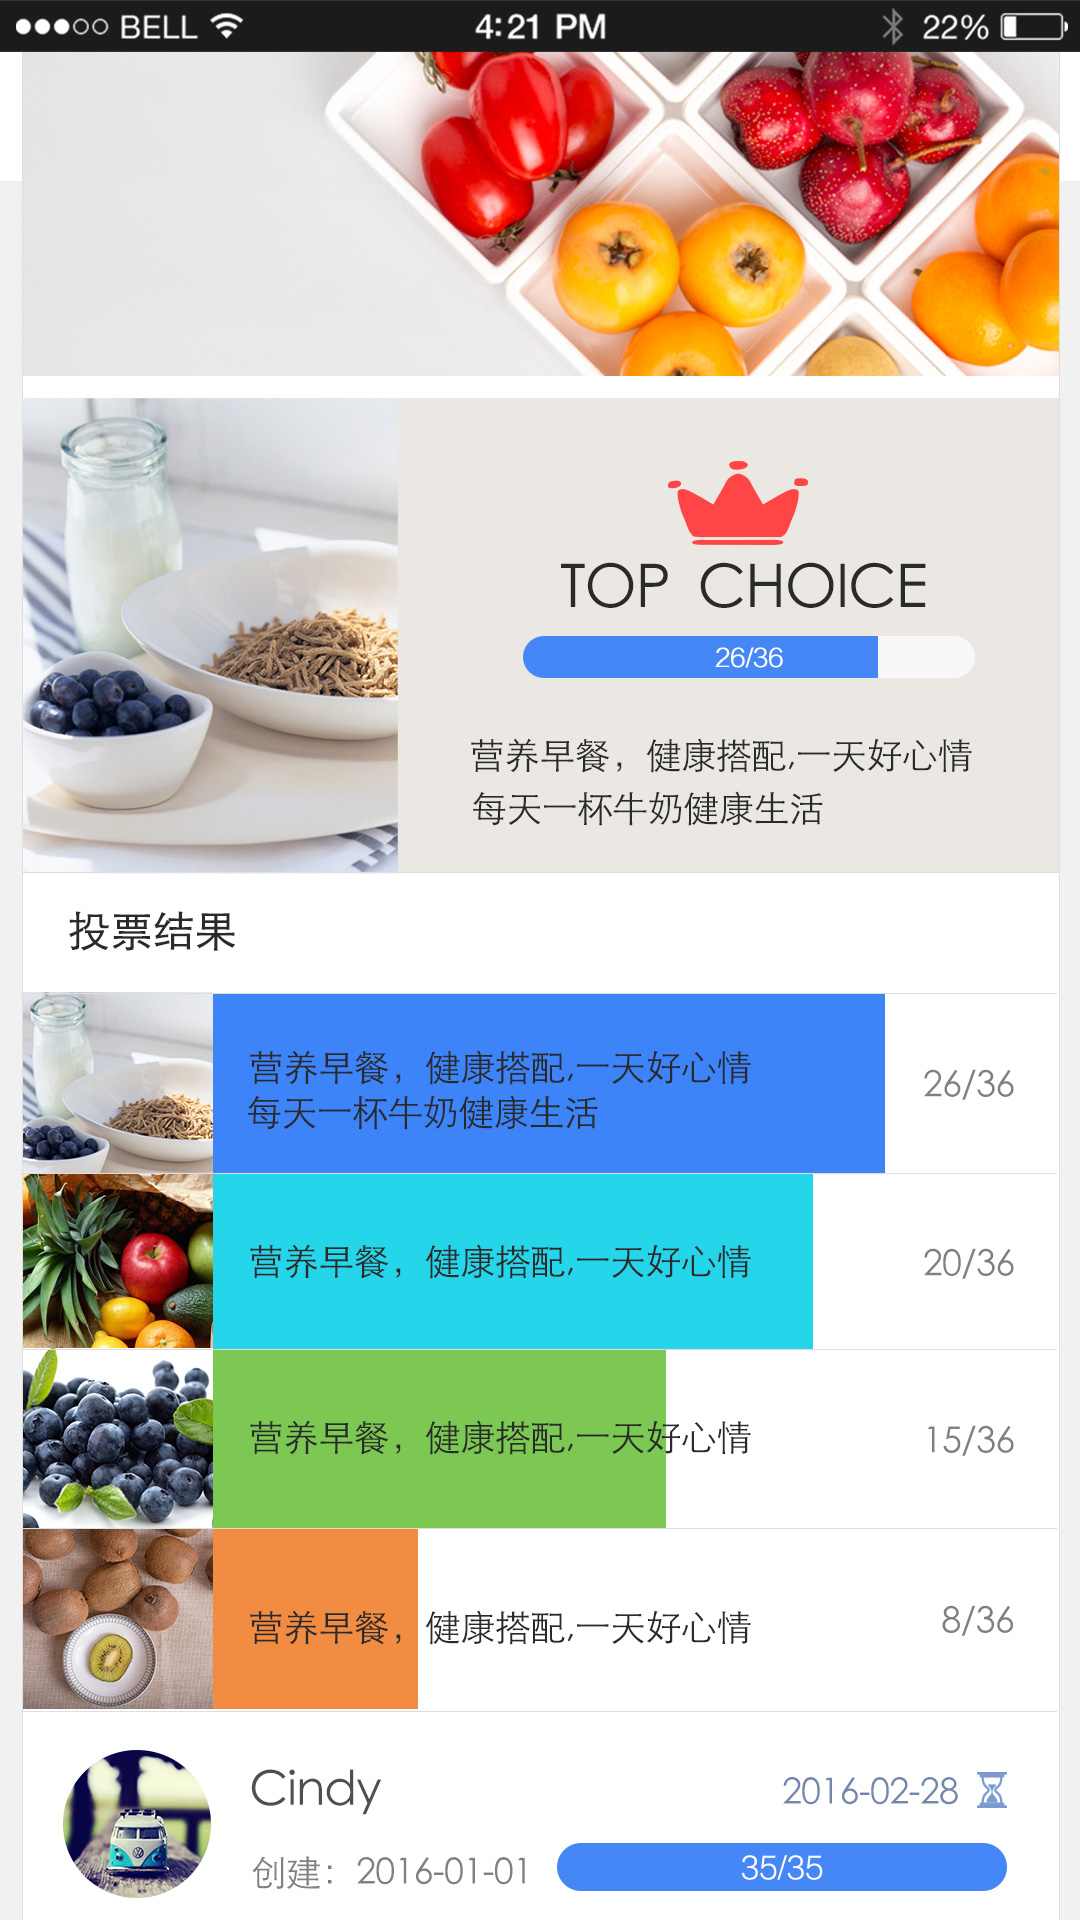 BELL
4:21 PM
22%
TOP CHOICE
26/36
营养早餐，健康搭配,一天好心情
每天一杯牛奶健康生活
投票结果
营养早餐，健康搭配,一天好心情
每天一杯牛奶健康生活
26/36
营养早餐，健康搭配,一天好心情
20/36
营养早餐，健康搭配,一天好心情
15/36
营养早餐，健康搭配,一天好心情
8/36
Cindy
2016-02-28
创建：2016-01-01
35/35